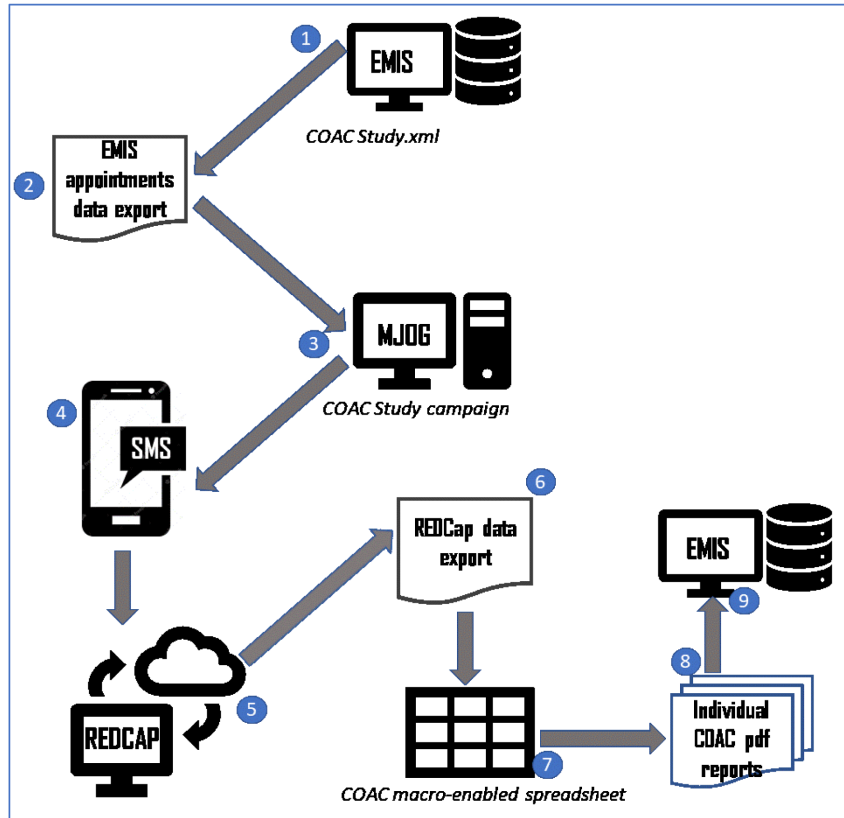 1
EMIS
COAC Study.xml
2
EMIS
appointments
data export
3
MJOG
COAC Study campaign
4
SMS
5
REDCAP
6
REDCap data
export
7
COAC macro-enabled spreadsheet
8
Individual
COAC pdf
reports
9
EMIS